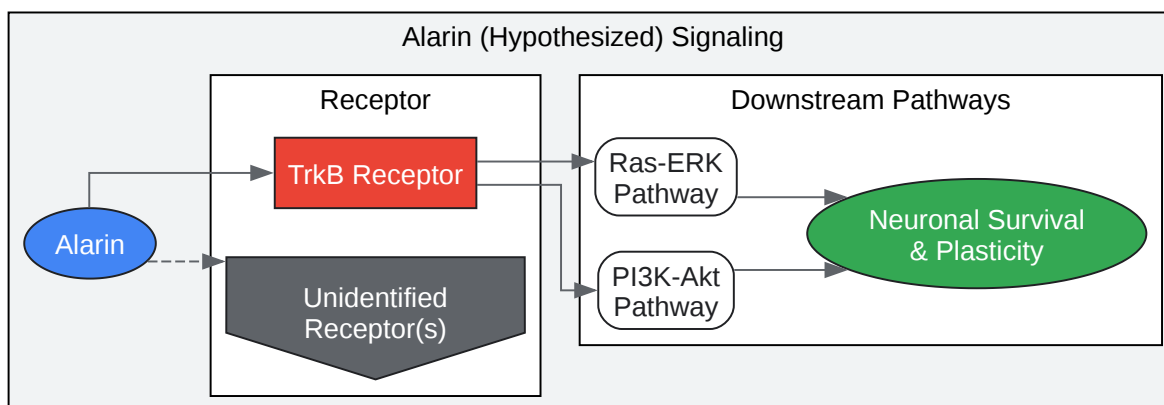 Alarin (Hypothesized) Signaling
Receptor
Downstream Pathways
TrkB Receptor
Ras-ERK
Pathway
Alarin
Neuronal Survival
& Plasticity
Unidentified
Receptor(s)
PI3K-Akt
Pathway